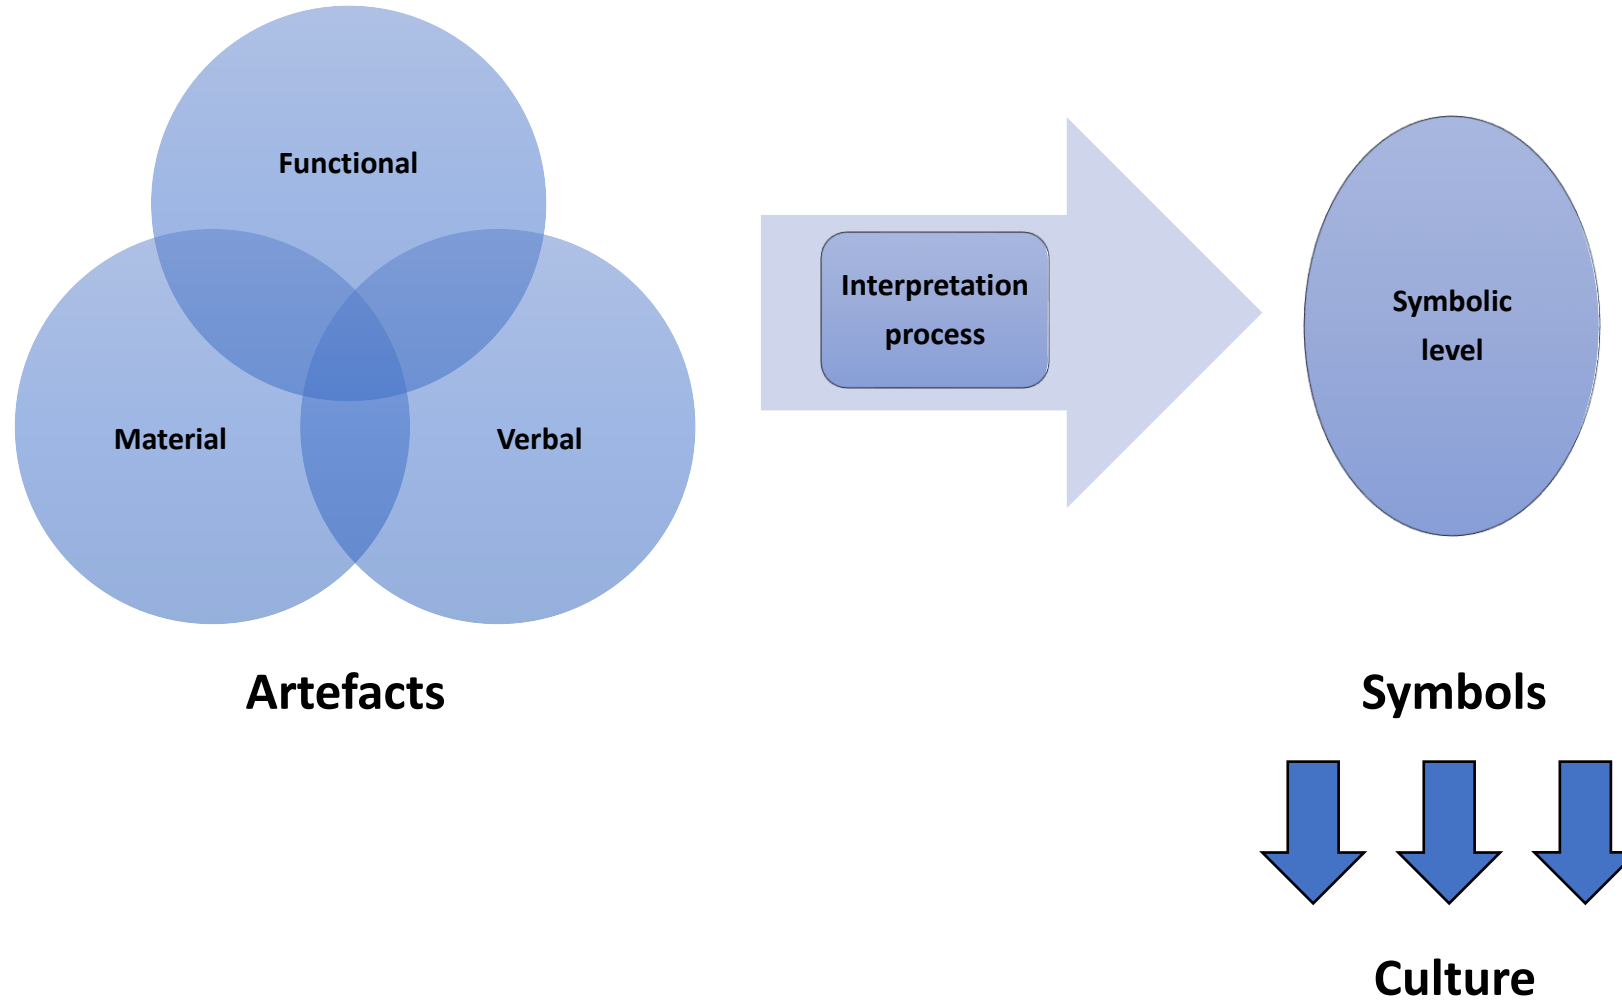 Functional
Material
Verbal
Artefacts
Interpretation
process
Symbolic
level
Symbols
Culture